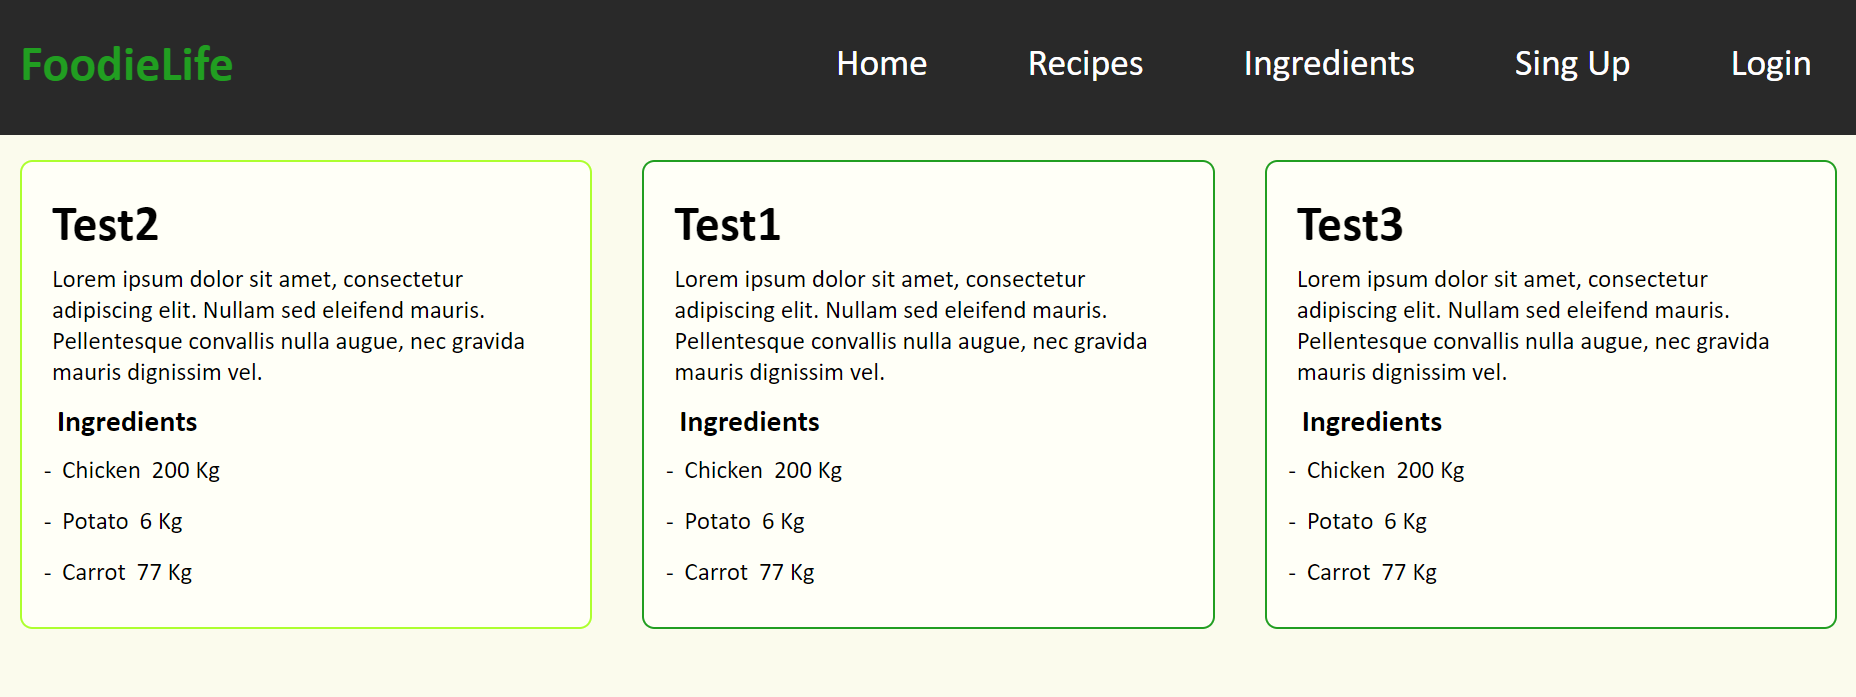 FoodieLife
Home Recipes Ingredients Sing Up Login
Test2
Lorem ipsum dolor sit amet, consectetur
adipiscing elit. Nullam sed eleifend mauris.
Pellentesque convallis nulla augue, nec gravida
mauris dignissim vel.
Ingredients
- Chicken 200 Kg
- Potato 6 Kg
- Carrot 77 Kg
Test1
Lorem ipsum dolor sit amet, consectetur
adipiscing elit. Nullam sed eleifend mauris.
Pellentesque convallis nulla augue, nec gravida
mauris dignissim vel.
Ingredients
- Chicken 200 Kg
- Potato 6 Kg
- Carrot 77 Kg
Test3
Lorem ipsum dolor sit amet, consectetur
adipiscing elit. Nullam sed eleifend mauris.
Pellentesque convallis nulla augue, nec gravida
mauris dignissim vel.
Ingredients
- Chicken 200 Kg
- Potato 6 Kg
- Carrot 77 Kg